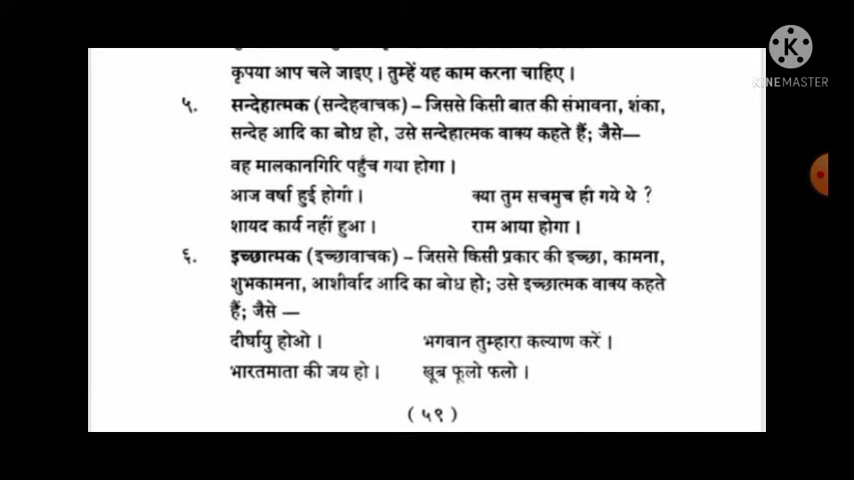 कृपया आप चले जाइए। तुम्हें यह काम करना चाहिए।
५. सन्देहात्मक (सन्देहवाचक) – जिससे किसी बात की संभावना, शंका,
सन्देह आदि का बोध हो, उसे सन्देहात्मक वाक्य कहते हैं; जैसे—
वह मालकानगिरि पहुँच गया होगा।
आज वर्षा हुई होगी। क्या तुम सचमुच ही गये थे ?
शायद कार्य नहीं हुआ। राम आया होगा।
६. इच्छात्मक (इच्छावाचक) – जिससे किसी प्रकार की इच्छा, कामना,
शुभकामना, आशीर्वाद आदि का बोध हो; उसे इच्छात्मक वाक्य कहते
हैं; जैसे —
दीर्घायु होओ। भगवान तुम्हारा कल्याण करें।
भारतमाता की जय हो। खूब फूलो फलो।
(५९)
K
KINEMASTER